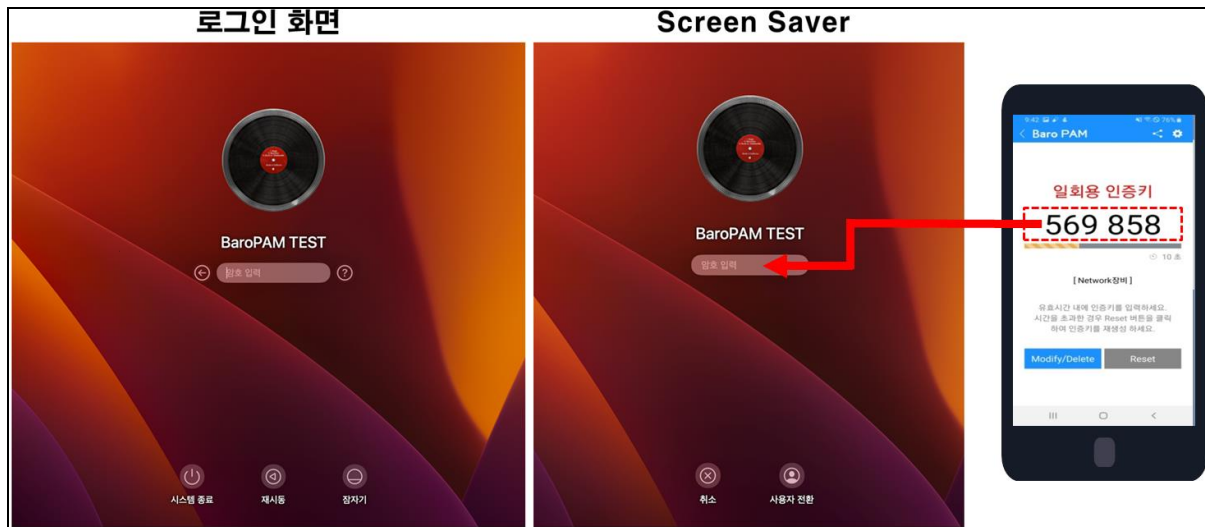 로그인 화면
BaroPAM TEST
암호 입력
?
시스템 종료
재시동
잠자기
Screen Saver
BaroPAM TEST
암호 입력
취소
사용자 전환
9:42
76%
Baro PAM
일회용 인증키
569 858
10 초
[ Network장비 ]
유효시간 내에 인증키를 입력하세요.
시간을 초과한 경우 Reset 버튼을 클릭
하여 인증키를 재생성 하세요.
Modify/Delete
Reset